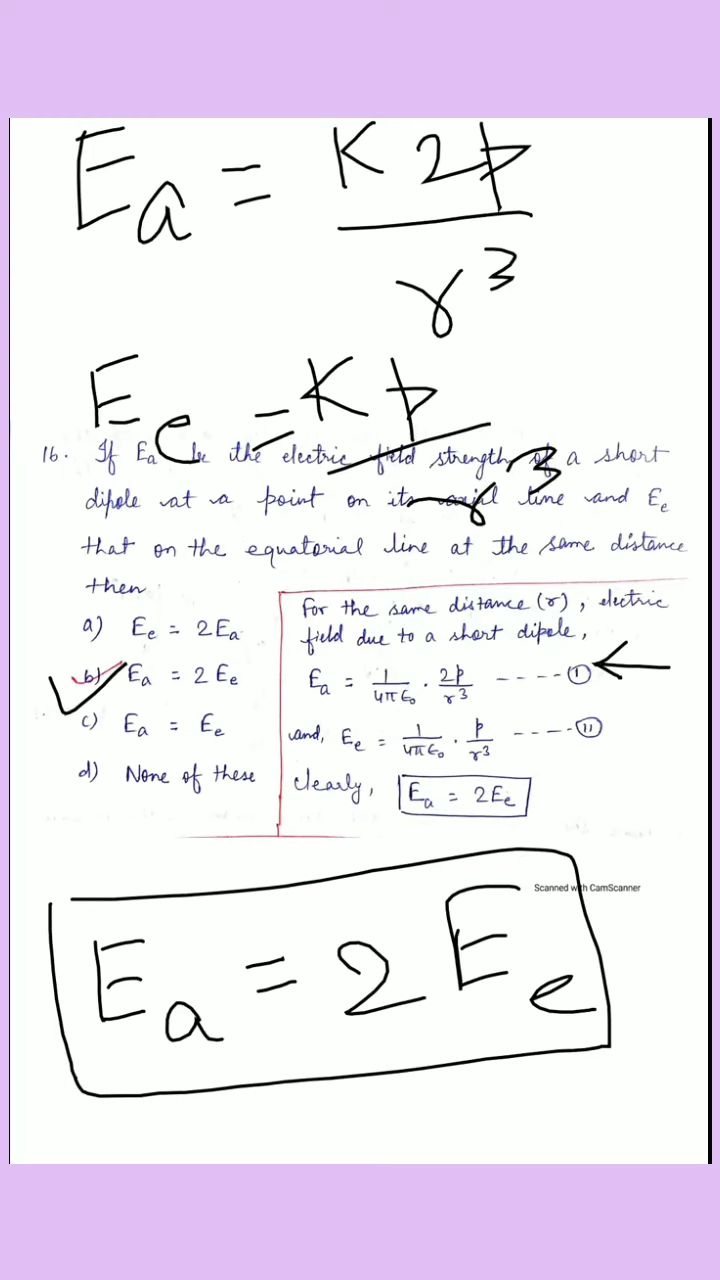 Ea = K 2p
r³
Ee = K p
r³
16. If Ea be the electric field strength of a short
dipole at a point on its axial line and Ee
that on the equatorial line at the same distance
then
a) Ee = 2Ea
b) Ea = 2Ee
c) Ea = Ee
d) None of these
For the same distance (r), electric
field due to a short dipole,
Ea = 1/4πϵ₀ · 2p/r³ ----- (I)
and, Ee = 1/4πϵ₀ · p/r³ ---- (II)
clearly, Ea = 2Ee
Scanned with CamScanner
Ea = 2Ee